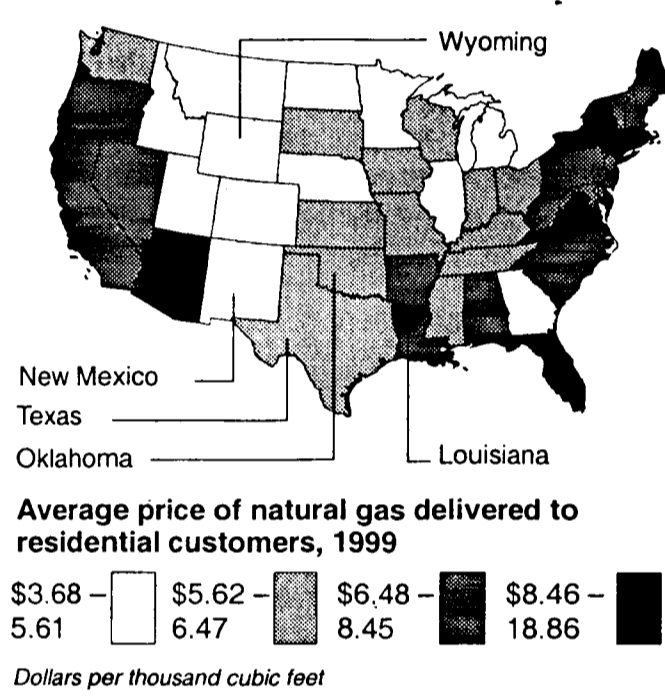 Wyoming
New Mexico
Texas
Oklahoma
Louisiana
Average price of natural gas delivered to
residential customers, 1999
$3.68 – $5.62 – $6.48 – $8.46 –
5.61 6.47 8.45 18.86
Dollars per thousand cubic feet